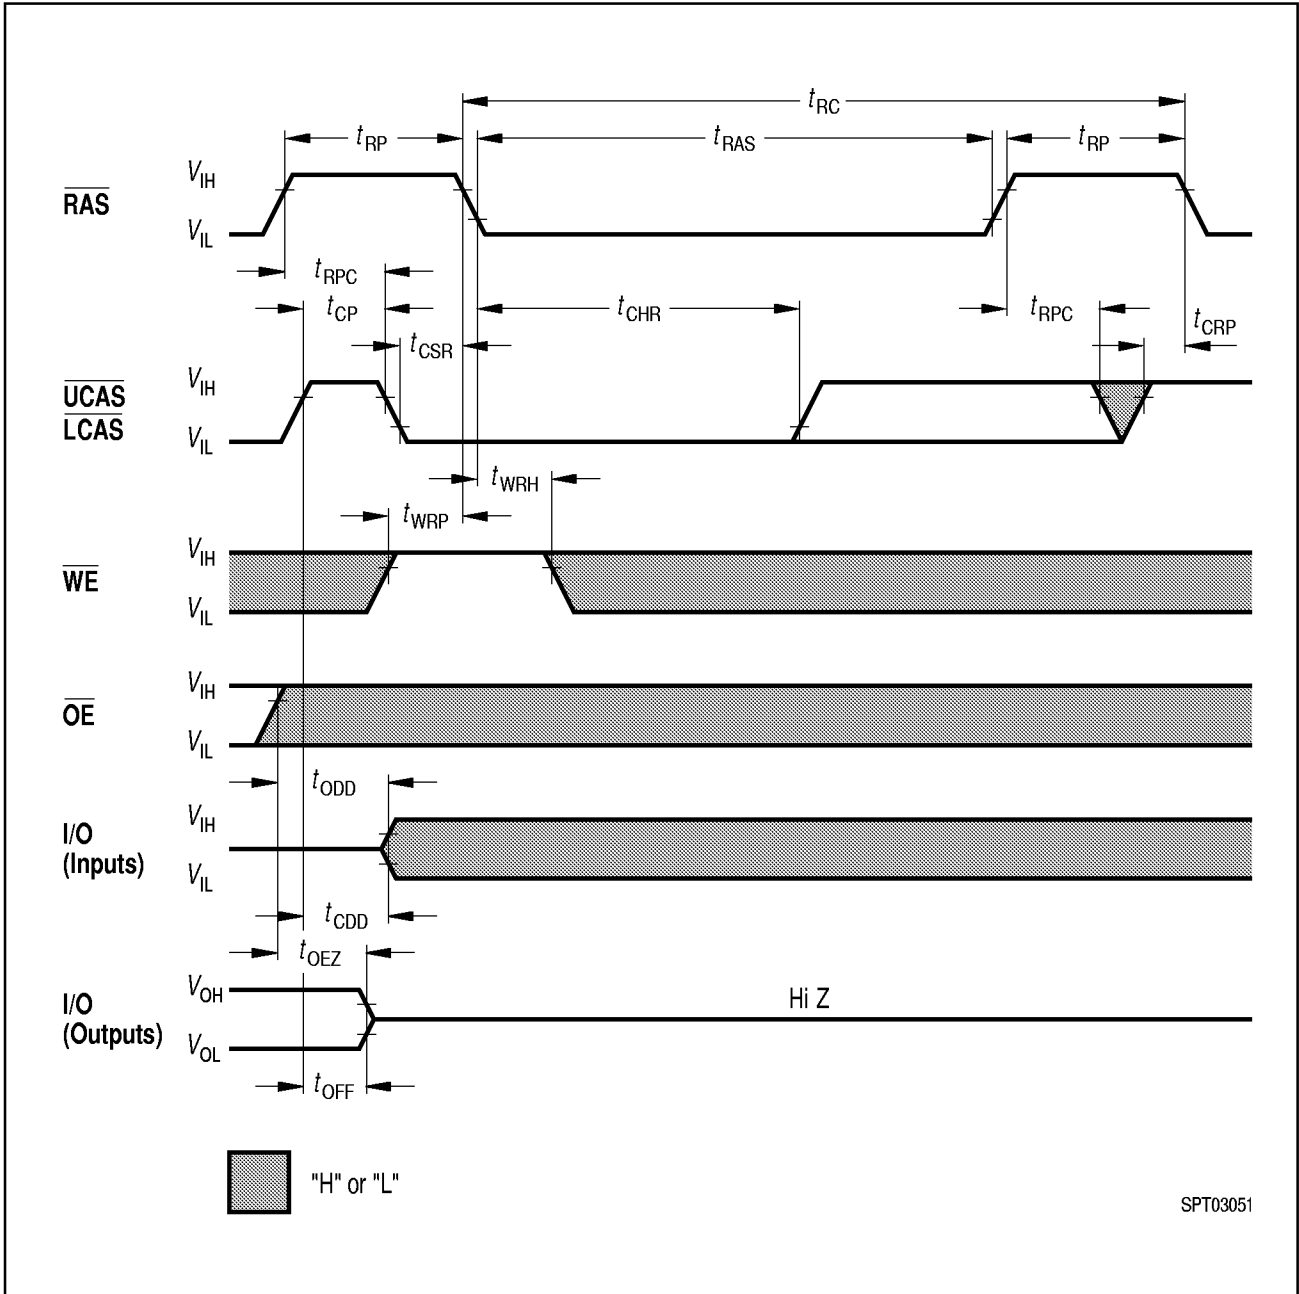 tRC
tRP tRAS tRP
VIH
RAS
VIL
tRPC
tCP tCHR tRPC
tCSR tCRP
VIH
UCAS
LCAS
VIL
tWRH
tWRP
VIH
WE
VIL
VIH
OE
VIL
tODD
VIH
I/O
(Inputs)
VIL
tCDD
tOEZ
VOH
I/O
(Outputs)
Hi Z
VOL
tOFF
"H" or "L"
SPT03051